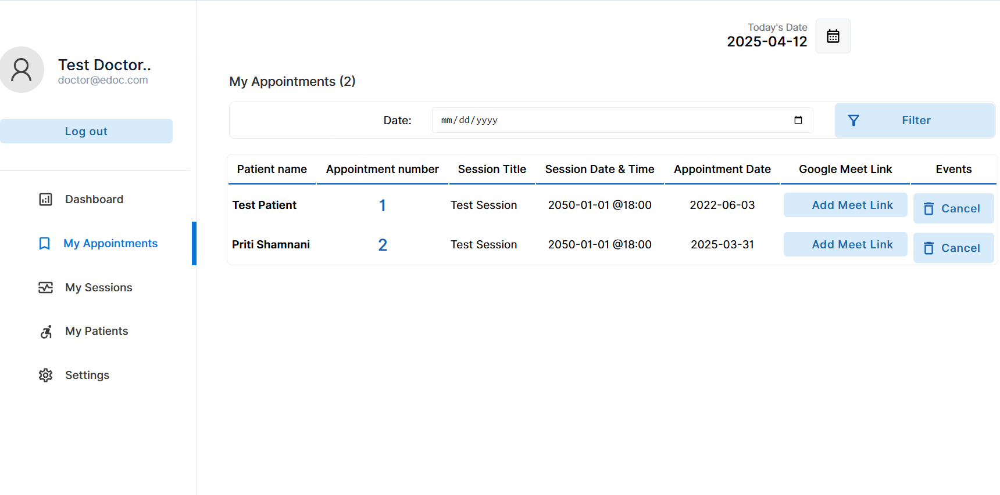 Today's Date
2025-04-12
Test Doctor..
doctor@edoc.com
Log out
Dashboard
My Appointments
My Sessions
My Patients
Settings
My Appointments (2)
Date: mm/dd/yyyy Filter
Patient name Appointment number Session Title Session Date & Time Appointment Date Google Meet Link Events
Test Patient 1 Test Session 2050-01-01 @18:00 2022-06-03 Add Meet Link Cancel
Priti Shamnani 2 Test Session 2050-01-01 @18:00 2025-03-31 Add Meet Link Cancel